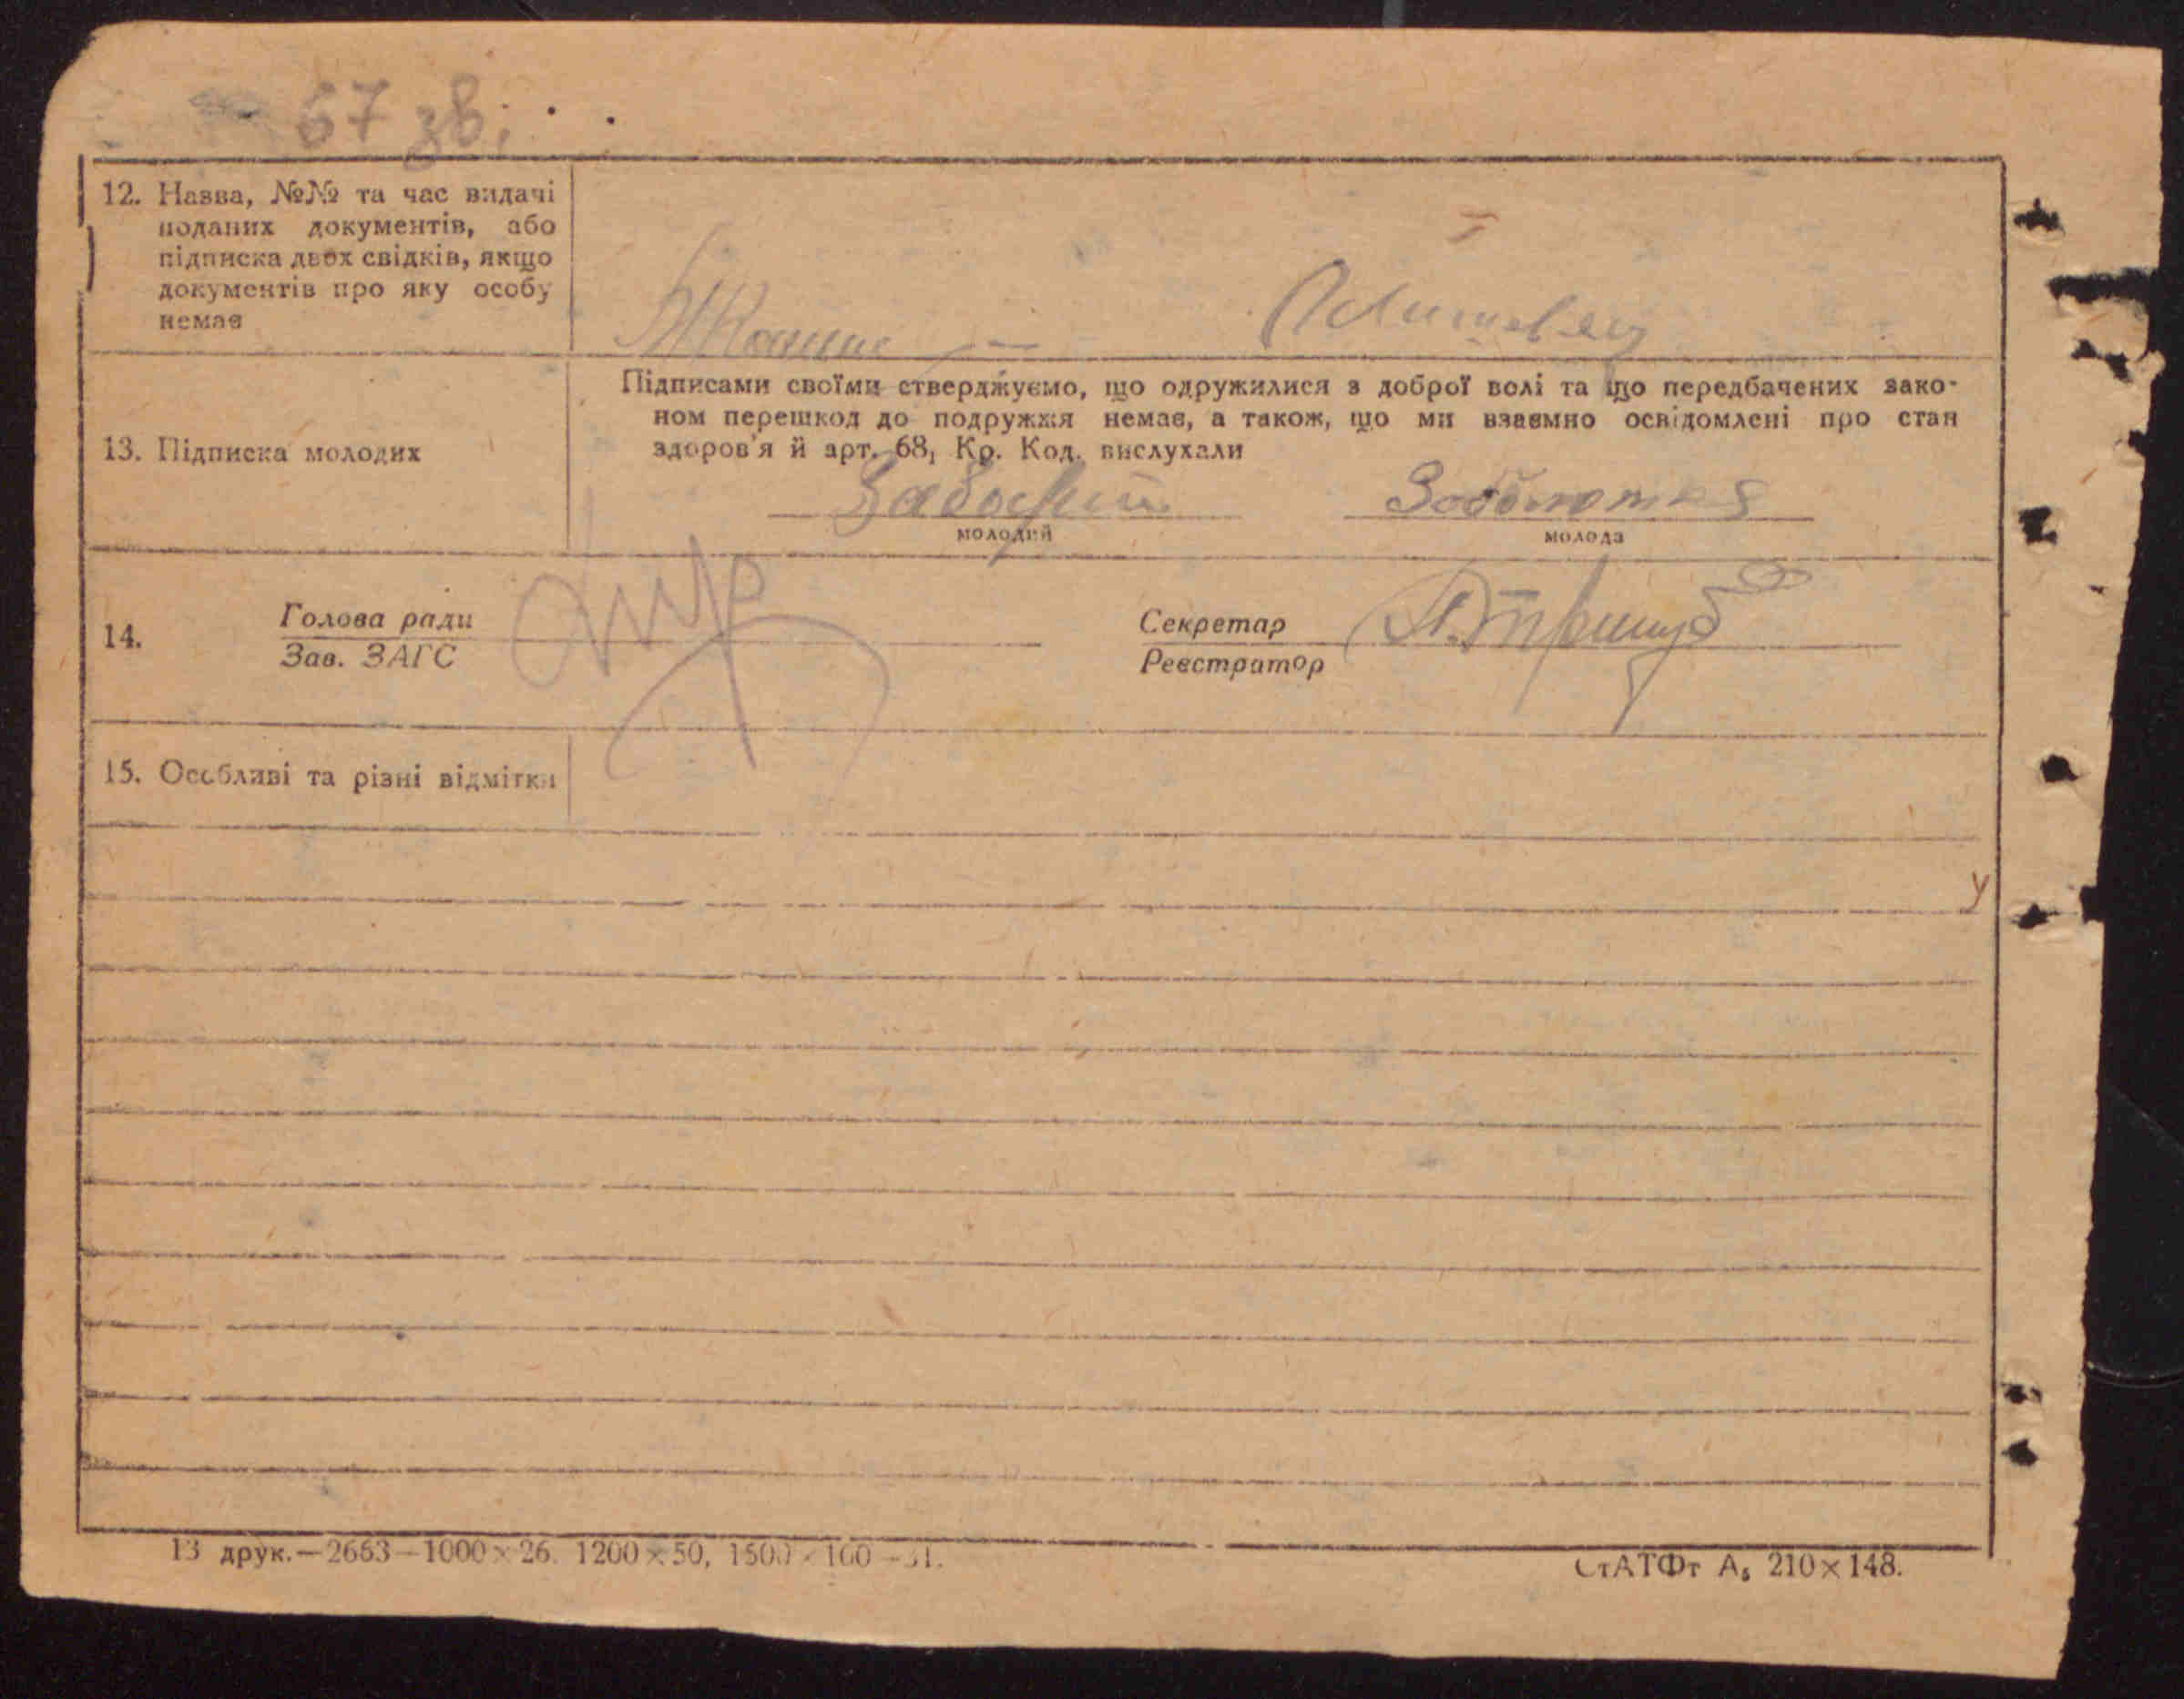 67 зв.
12. Назва, №№ та час видачі
поданих документів, або
підписка двох свідків, якщо
документів про яку особу
немає
Підписами своїми стверджуємо, що одружилися з доброї волі та що передбачених зако-
ном перешкод до подружжя немає, а також, що ми взаємно освідомлені про стан
здоров'я й арт. 68, Кр. Код. вислухали
13. Підписка молодих
молодий молода
14.
Голова ради
Зав. ЗАГС
Секретар
Реєстратор
15. Особливі та різні відмітки
13 друк.—2663—1000×26. 1200×50, 1500×100—31.
СтАТФт А₅ 210×148.